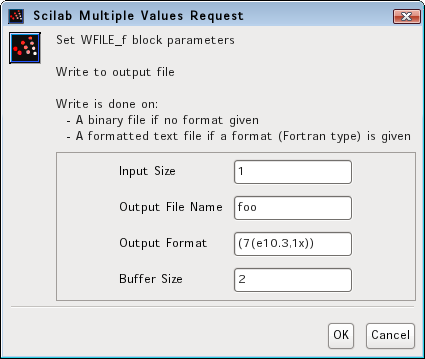 Scilab Multiple Values Request
Set WFILE_f block parameters
Write to output file
Write is done on:
- A binary file if no format given
- A formatted text file if a format (Fortran type) is given
Input Size 1
Output File Name foo
Output Format (7(e10.3,1x))
Buffer Size 2
OK Cancel